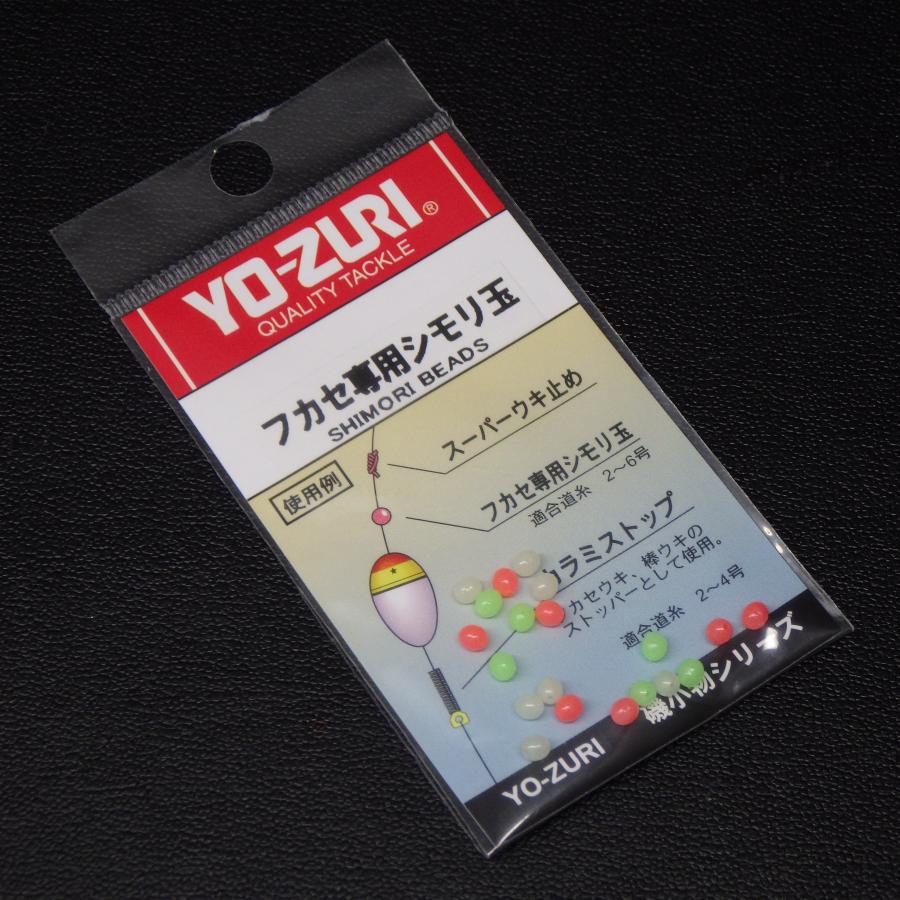 YO-ZURI®
QUALITY TACKLE
フカセ専用シモリ玉
SHIMORI BEADS
使用例
スーパーウキ止め
フカセ専用シモリ玉
適合道糸 2〜6号
カラミストップ
カセウキ、棒ウキの
ストッパーとして使用。
適合道糸 2〜4号
YO-ZURI 磯小物シリーズ